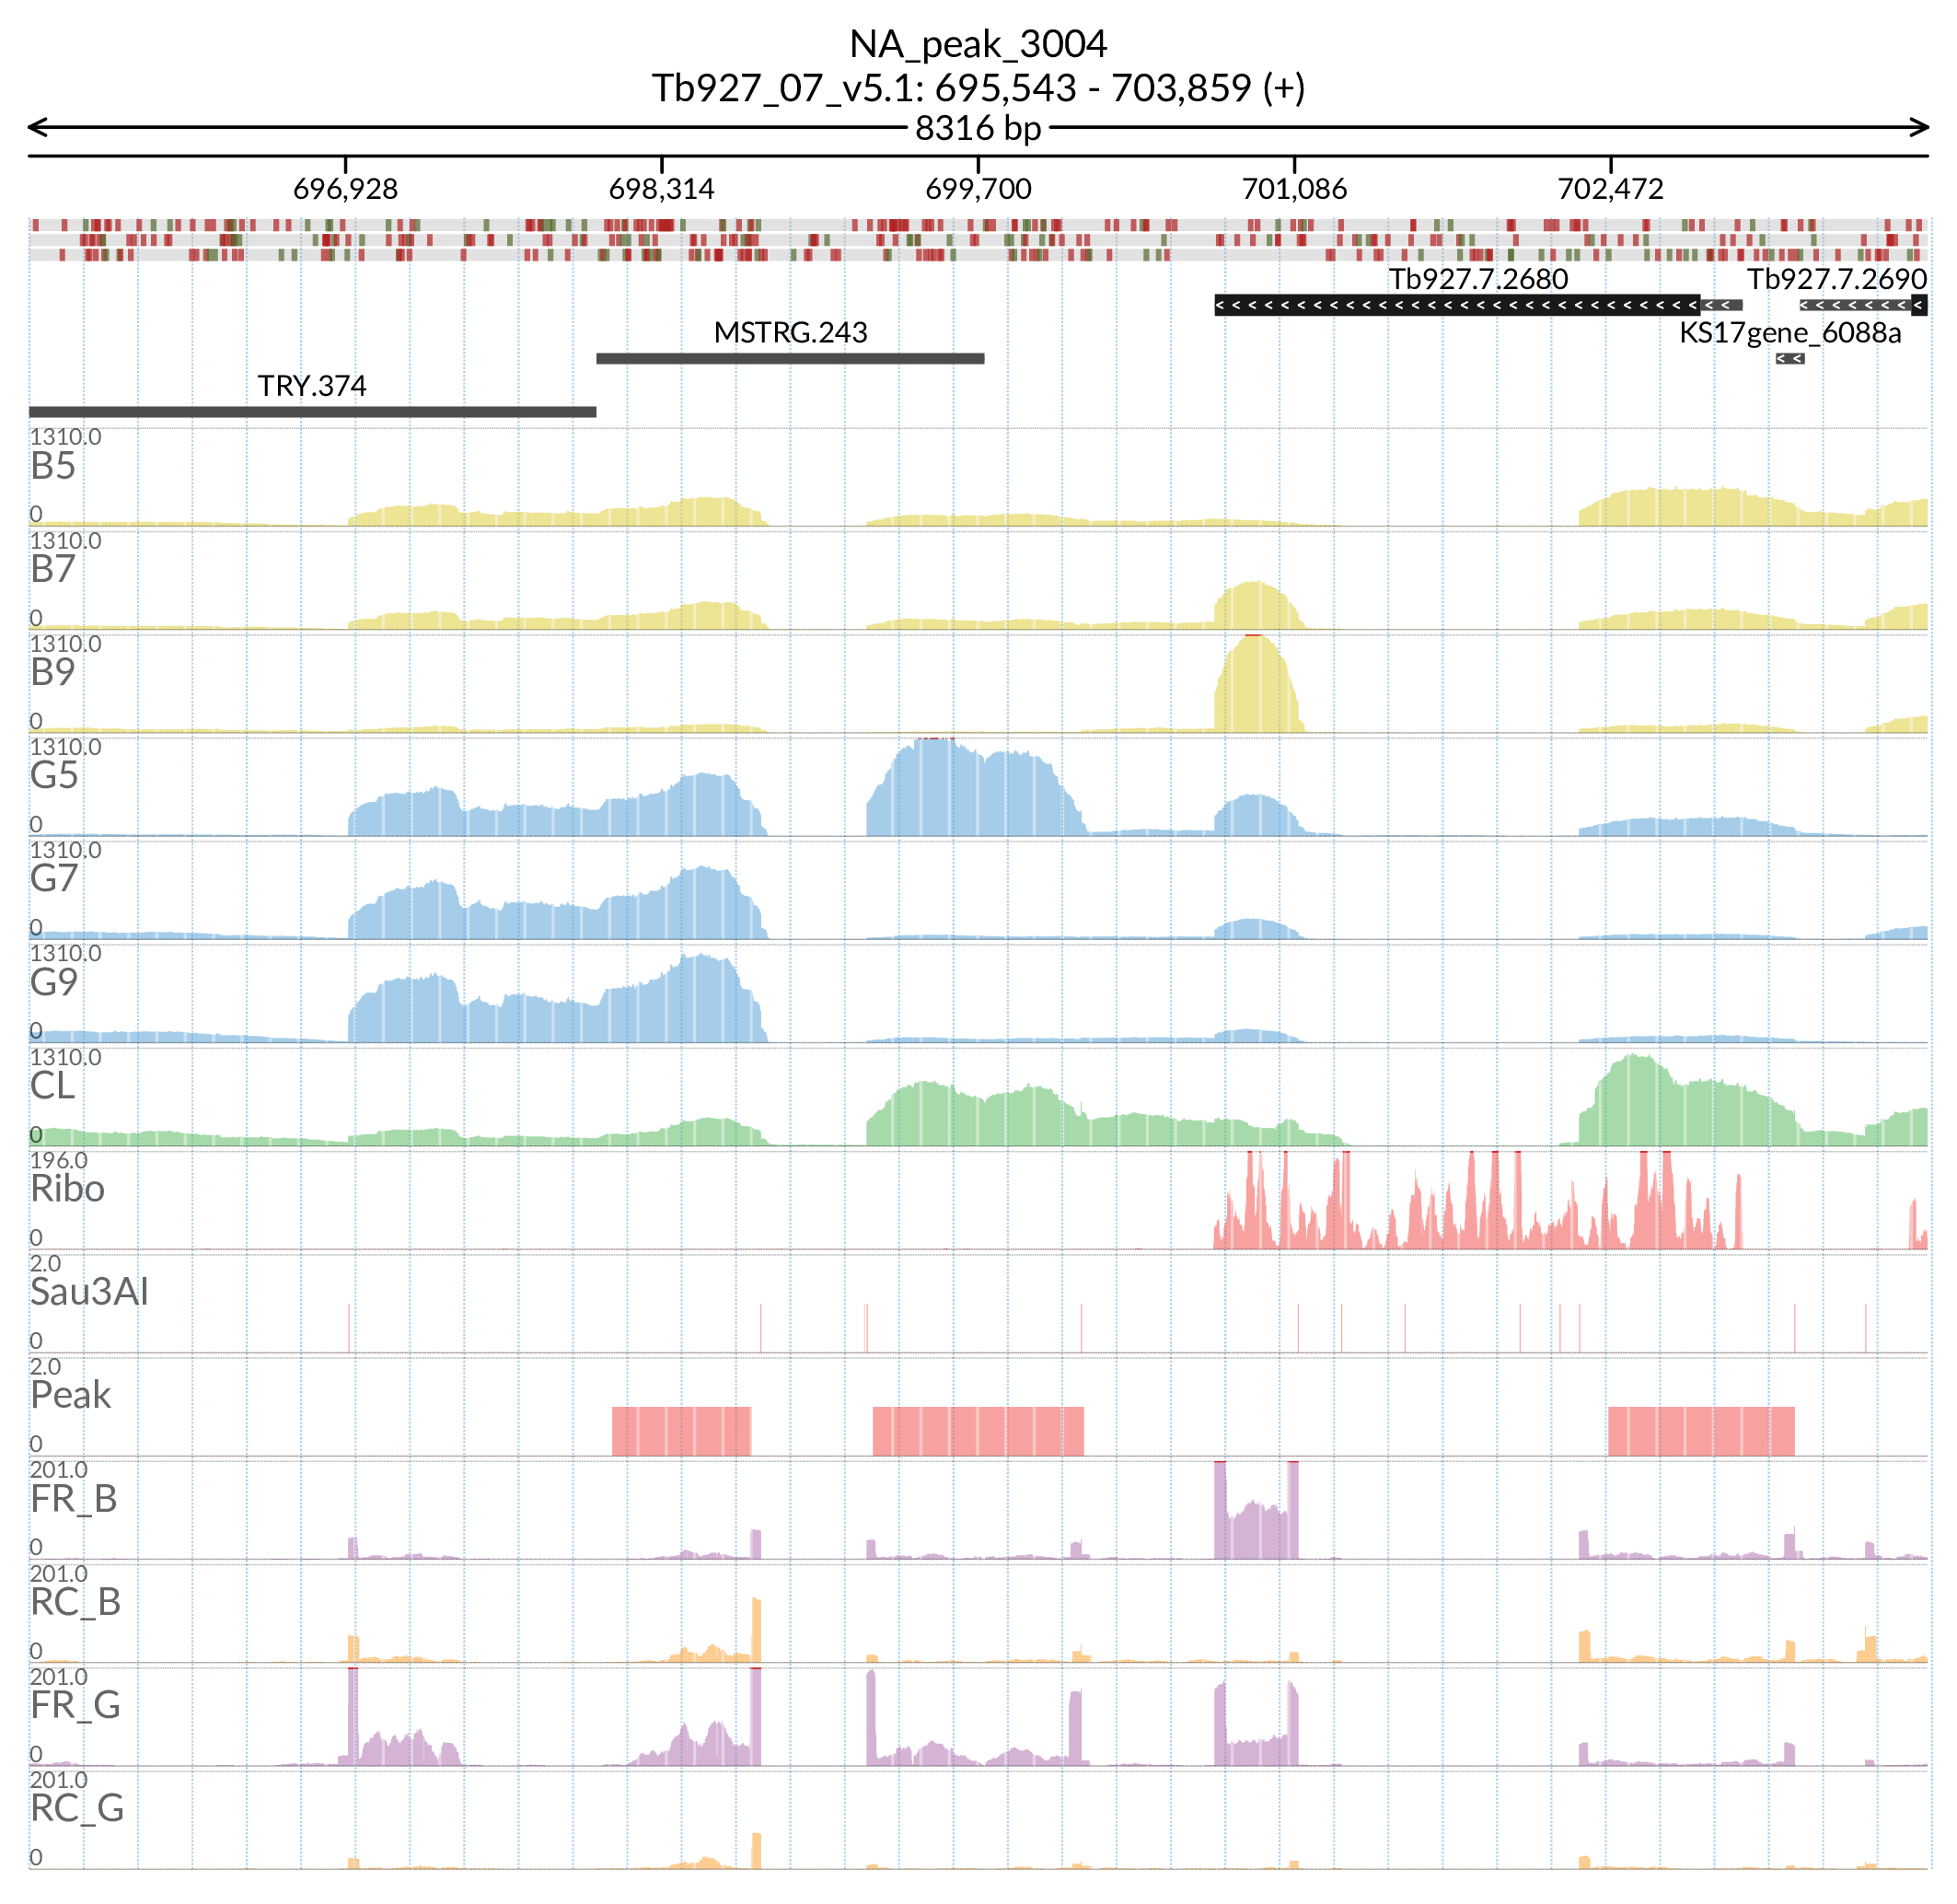 NA_peak_3004
Tb927_07_v5.1: 695,543 - 703,859 (+)
8316 bp
696,928 698,314 699,700 701,086 702,472
Tb927.7.2680 Tb927.7.2690
MSTRG.243 KS17gene_6088a
TRY.374
1310.0
B5
0
1310.0
B7
0
1310.0
B9
0
1310.0
G5
0
1310.0
G7
0
1310.0
G9
0
1310.0
CL
0
196.0
Ribo
0
2.0
Sau3AI
0
2.0
Peak
0
201.0
FR_B
0
201.0
RC_B
0
201.0
FR_G
0
201.0
RC_G
0